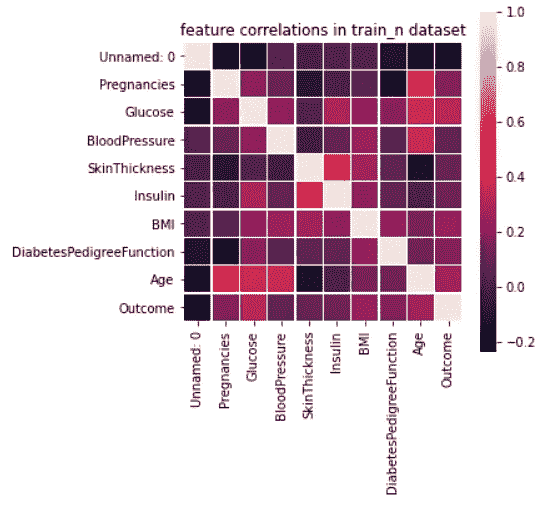 feature correlations in train_n dataset
Unnamed: 0
Pregnancies
Glucose
BloodPressure
SkinThickness
Insulin
BMI
DiabetesPedigreeFunction
Age
Outcome
Unnamed: 0
Pregnancies
Glucose
BloodPressure
SkinThickness
Insulin
BMI
DiabetesPedigreeFunction
Age
Outcome
1.0
0.8
0.6
0.4
0.2
0.0
−0.2